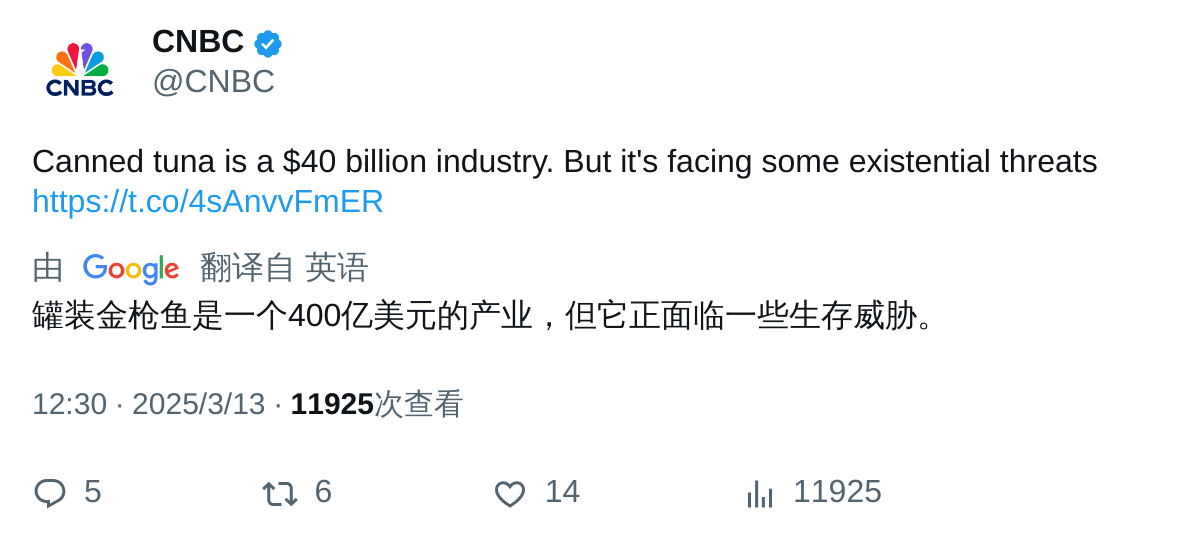 CNBC
CNBC
@CNBC
Canned tuna is a $40 billion industry. But it's facing some existential threats
https://t.co/4sAnvvFmER
由 Google 翻译自 英语
罐装金枪鱼是一个400亿美元的产业，但它正面临一些生存威胁。
12:30 · 2025/3/13 · 11925次查看
5 6 14 11925